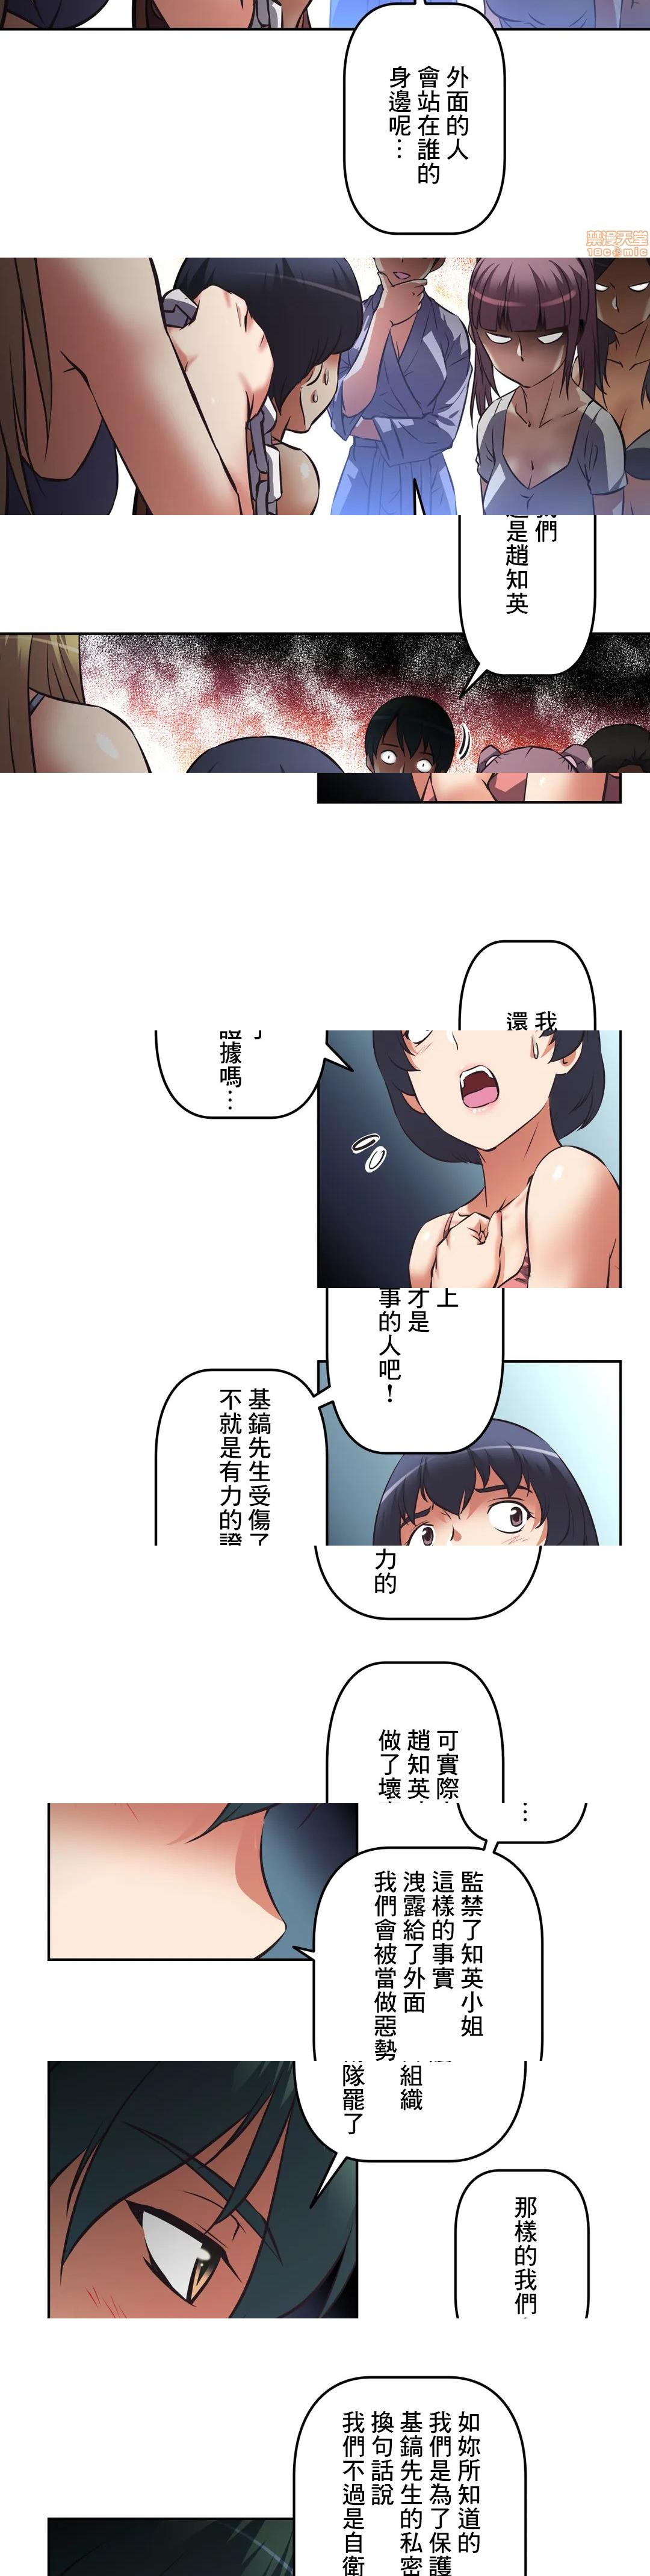 外面的人
會站在誰的
身邊呢…
禁漫天堂
18comic
們
是趙知英
我
還
據嗎…
上
才是
事的人吧！
基鎬先生受傷了
不就是有力的
力的
可實際
趙知英
做了壞
…
監禁了知英小姐
這樣的事實
洩露給了外面
我們會被當做惡勢
組織
隊罷了
那樣的我們
如妳所知道的
我們是為了保護
基鎬先生的私密
換句話說
我們不過是自衛